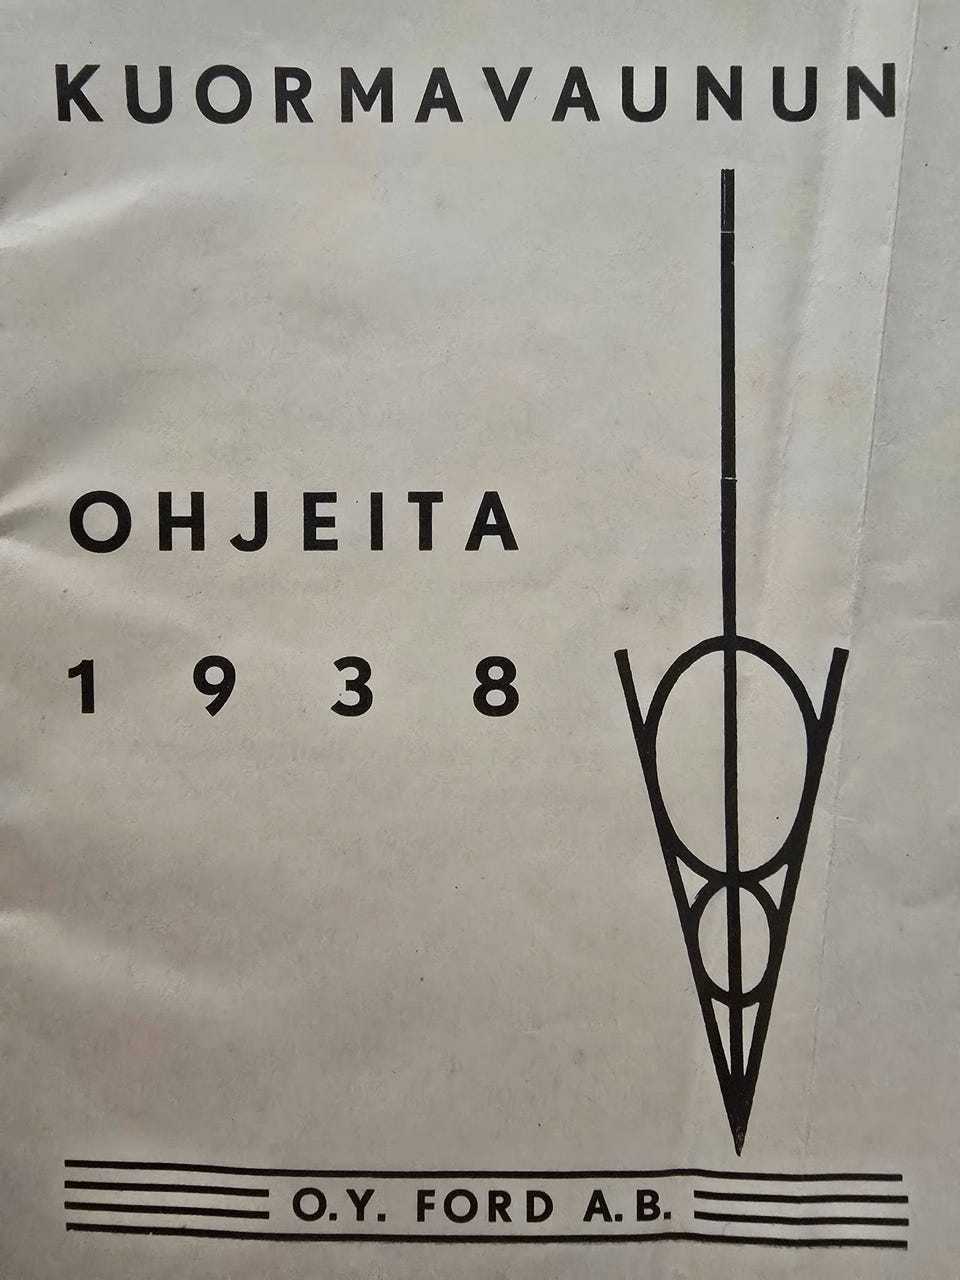 KUORMAVAUNUN
OHJEITA
1938
O.Y. FORD A.B.